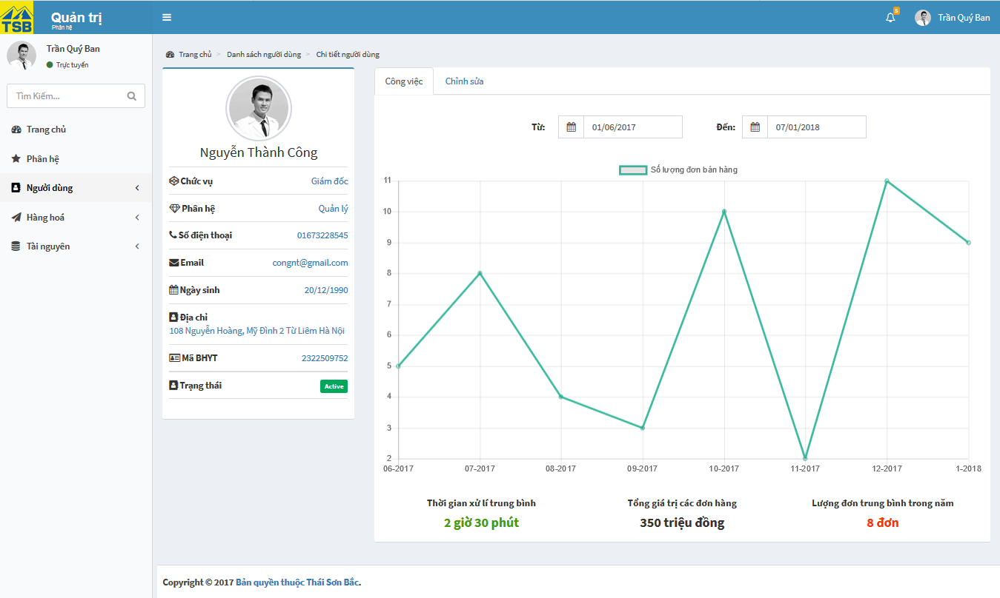 TSB
Quản trị
Phân hệ
5
Trần Quý Ban
Trần Quý Ban
Trực tuyến
Tìm Kiếm...
Trang chủ
Phân hệ
Người dùng
Hàng hoá
Tài nguyên
Trang chủ > Danh sách người dùng > Chi tiết người dùng
Nguyễn Thành Công
Chức vụ Giám đốc
Phân hệ Quản lý
Số điện thoại 01673228545
Email congnt@gmail.com
Ngày sinh 20/12/1990
Địa chỉ
108 Nguyễn Hoàng, Mỹ Đình 2 Từ Liêm Hà Nội
Mã BHYT 2322509752
Trạng thái Active
Công việc Chỉnh sửa
Từ: 01/06/2017 Đến: 07/01/2018
Số lượng đơn bán hàng
11
10
9
8
7
6
5
4
3
2
06-2017 07-2017 08-2017 09-2017 10-2017 11-2017 12-2017 1-2018
Thời gian xử lí trung bình
2 giờ 30 phút
Tổng giá trị các đơn hàng
350 triệu đồng
Lượng đơn trung bình trong năm
8 đơn
Copyright © 2017 Bản quyền thuộc Thái Sơn Bắc.